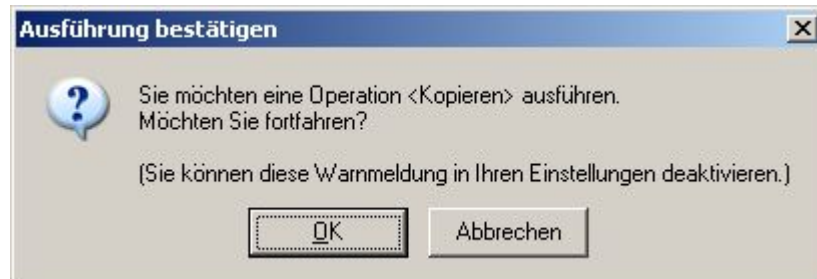 Ausführung bestätigen
Sie möchten eine Operation <Kopieren> ausführen.
Möchten Sie fortfahren?
(Sie können diese Warnmeldung in Ihren Einstellungen deaktivieren.)
OK Abbrechen